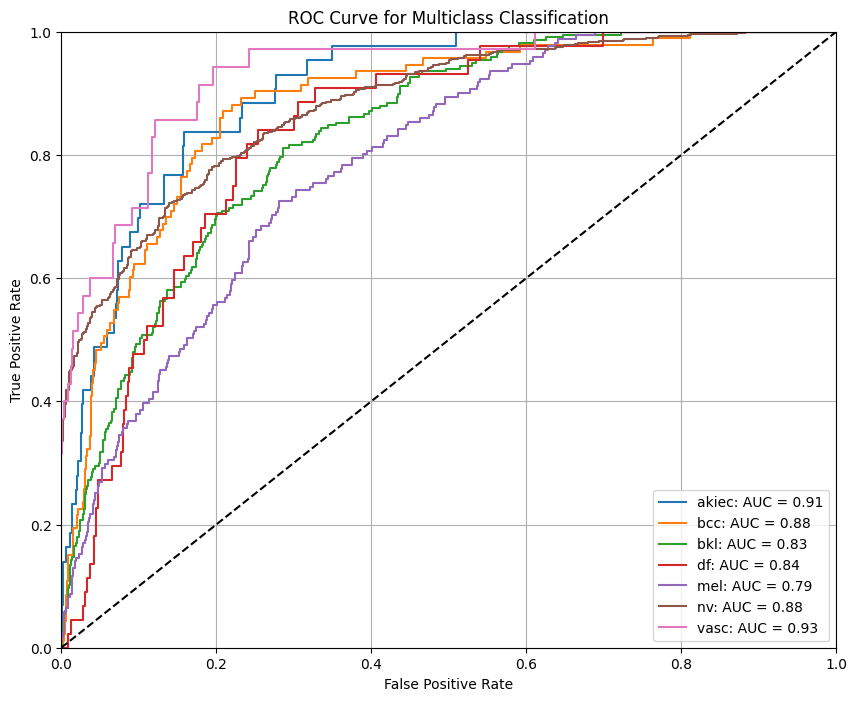 ROC Curve for Multiclass Classification
True Positive Rate
1.0
0.8
0.6
0.4
0.2
0.0
akiec: AUC = 0.91
bcc: AUC = 0.88
bkl: AUC = 0.83
df: AUC = 0.84
mel: AUC = 0.79
nv: AUC = 0.88
vasc: AUC = 0.93
0.0 0.2 0.4 0.6 0.8 1.0
False Positive Rate